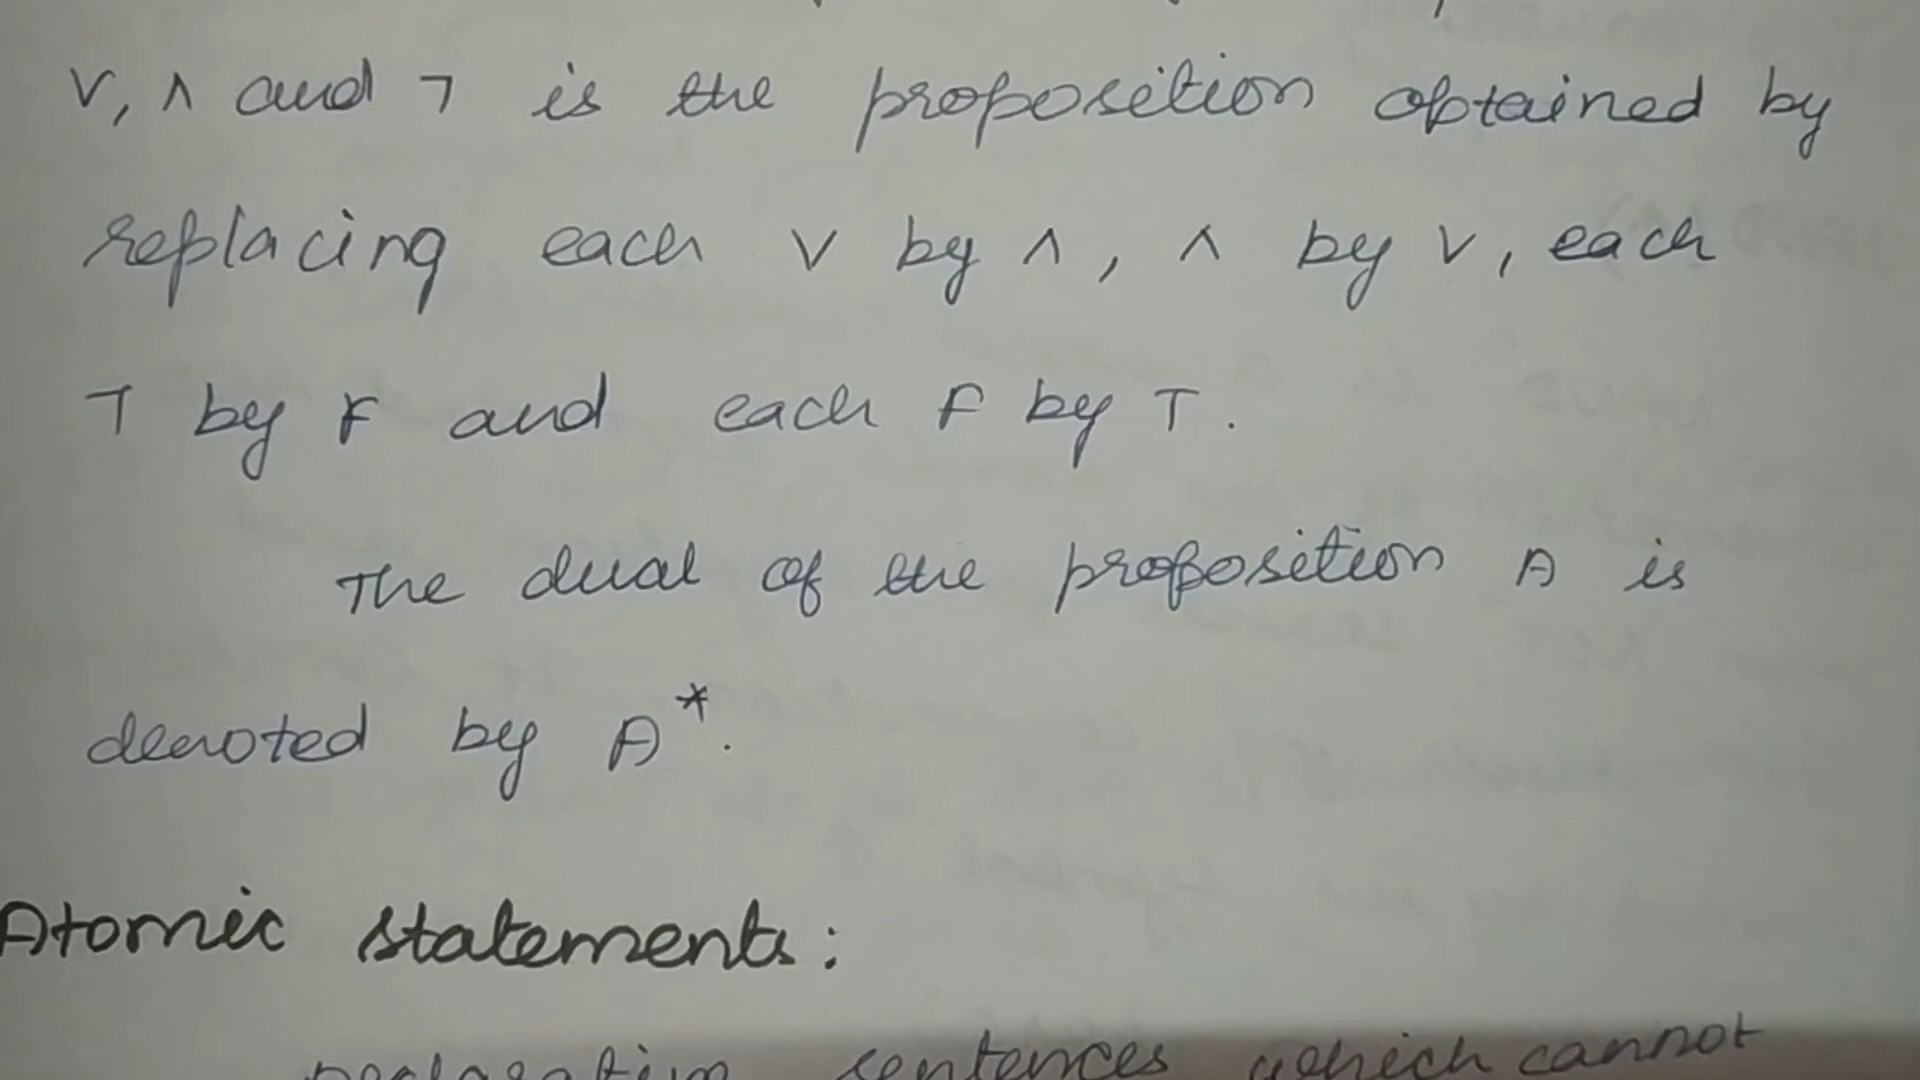 ∨, ∧ and ¬ is the proposition obtained by
replacing each ∨ by ∧, ∧ by ∨, each
T by F and each F by T.
The dual of the proposition A is
denoted by A*.
Atomic statements:
Declarative sentences which cannot